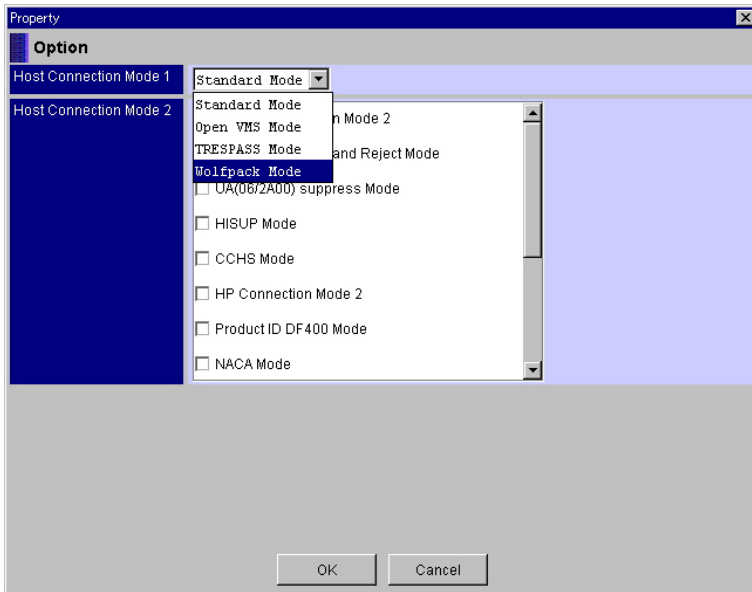 Property
Option
Host Connection Mode 1
Standard Mode
Standard Mode
Open VMS Mode
TRESPASS Mode
Wolfpack Mode
Host Connection Mode 2
n Mode 2
and Reject Mode
UA(06/2A00) suppress Mode
HISUP Mode
CCHS Mode
HP Connection Mode 2
Product ID DF400 Mode
NACA Mode
OK
Cancel